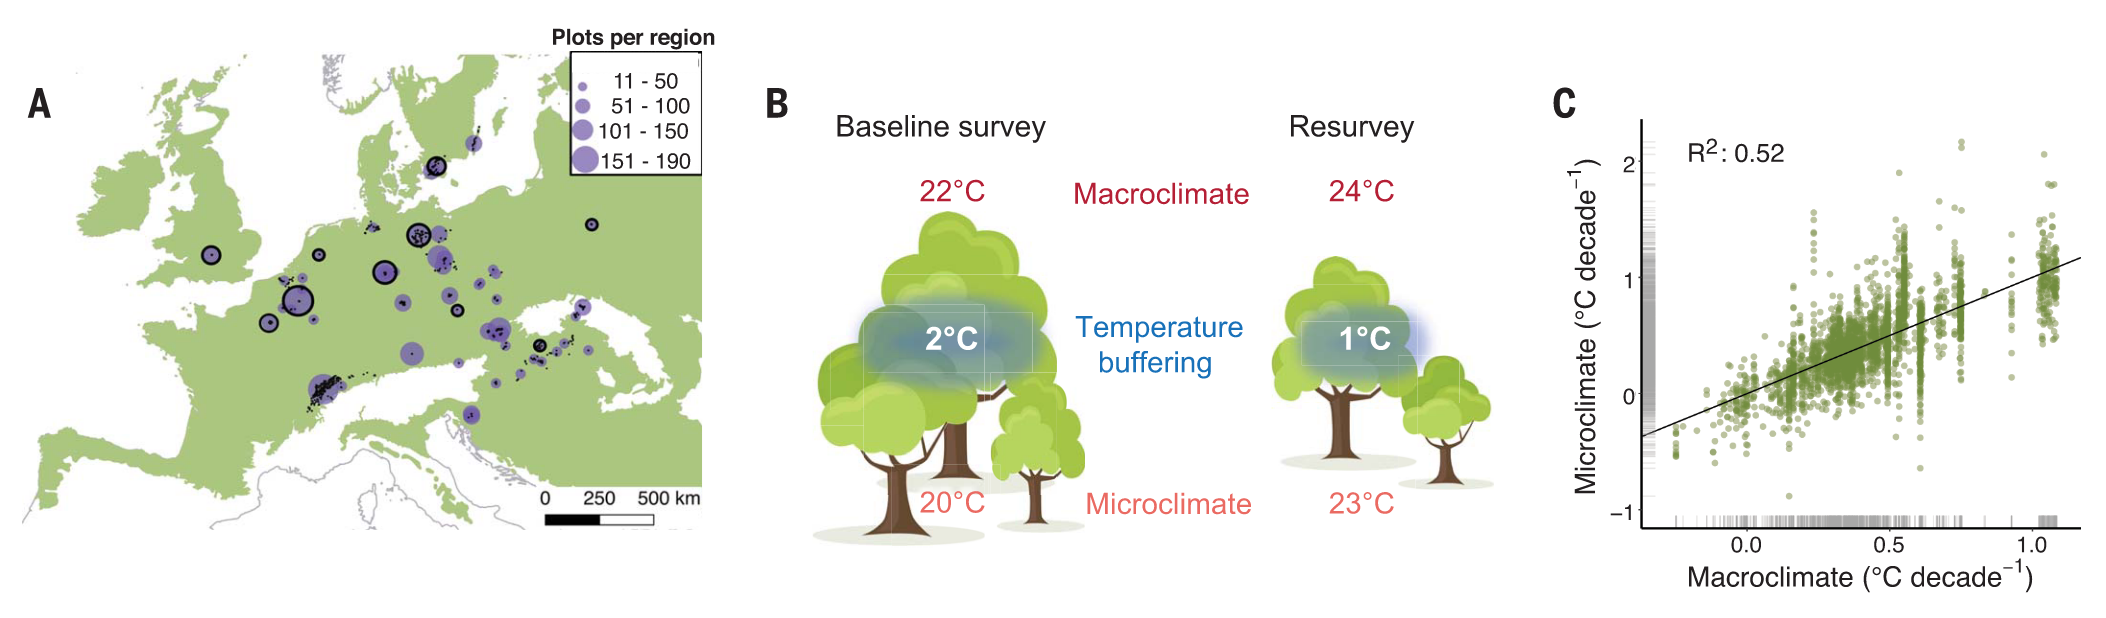 A
Plots per region
11 - 50
51 - 100
101 - 150
151 - 190
0 250 500 km
B
Baseline survey
Resurvey
22°C
Macroclimate
24°C
2°C
Temperature
buffering
1°C
20°C
Microclimate
23°C
C
R²: 0.52
Microclimate (°C decade⁻¹)
2
1
0
−1
0.0 0.5 1.0
Macroclimate (°C decade⁻¹)